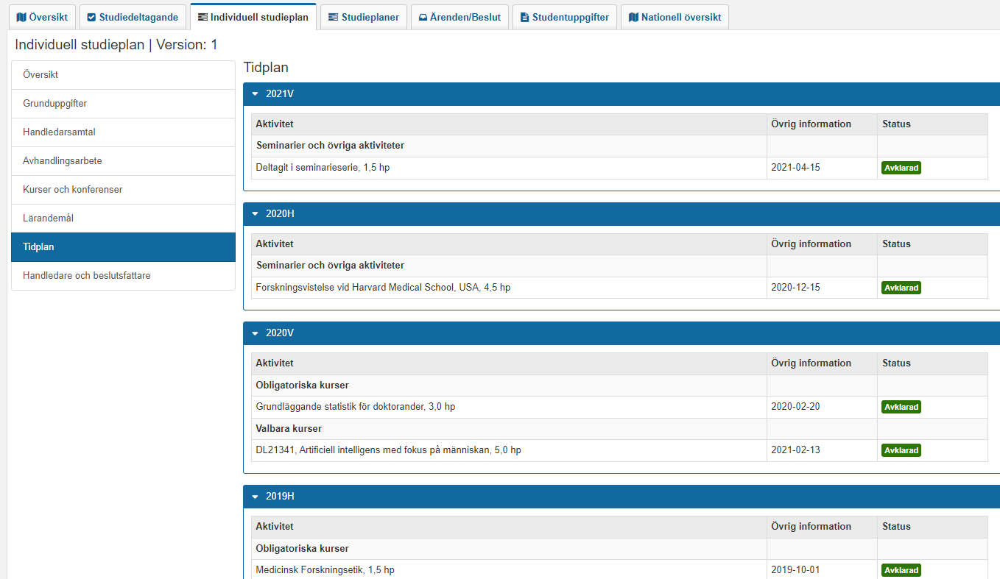 Översikt Studiedeltagande Individuell studieplan Studieplaner Ärenden/Beslut Studentuppgifter Nationell översikt
Individuell studieplan | Version: 1
Översikt
Grunduppgifter
Handledarsamtal
Avhandlingsarbete
Kurser och konferenser
Lärandemål
Tidplan
Handledare och beslutsfattare
Tidplan
2021V
Aktivitet Övrig information Status
Seminarier och övriga aktiviteter
Deltagit i seminarieserie, 1,5 hp 2021-04-15 Avklarad
2020H
Aktivitet Övrig information Status
Seminarier och övriga aktiviteter
Forskningsvistelse vid Harvard Medical School, USA, 4,5 hp 2020-12-15 Avklarad
2020V
Aktivitet Övrig information Status
Obligatoriska kurser
Grundläggande statistik för doktorander, 3,0 hp 2020-02-20 Avklarad
Valbara kurser
DL21341, Artificiell intelligens med fokus på människan, 5,0 hp 2021-02-13 Avklarad
2019H
Aktivitet Övrig information Status
Obligatoriska kurser
Medicinsk Forskningsetik, 1,5 hp 2019-10-01 Avklarad